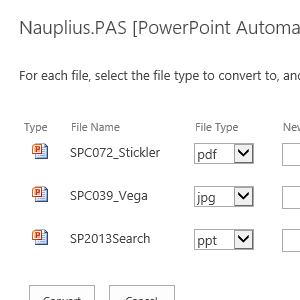 Nauplius.PAS [PowerPoint Automa
For each file, select the file type to convert to, and
Type File Name File Type New
SPC072_Stickler pdf
SPC039_Vega jpg
SP2013Search ppt
Convert Cancel